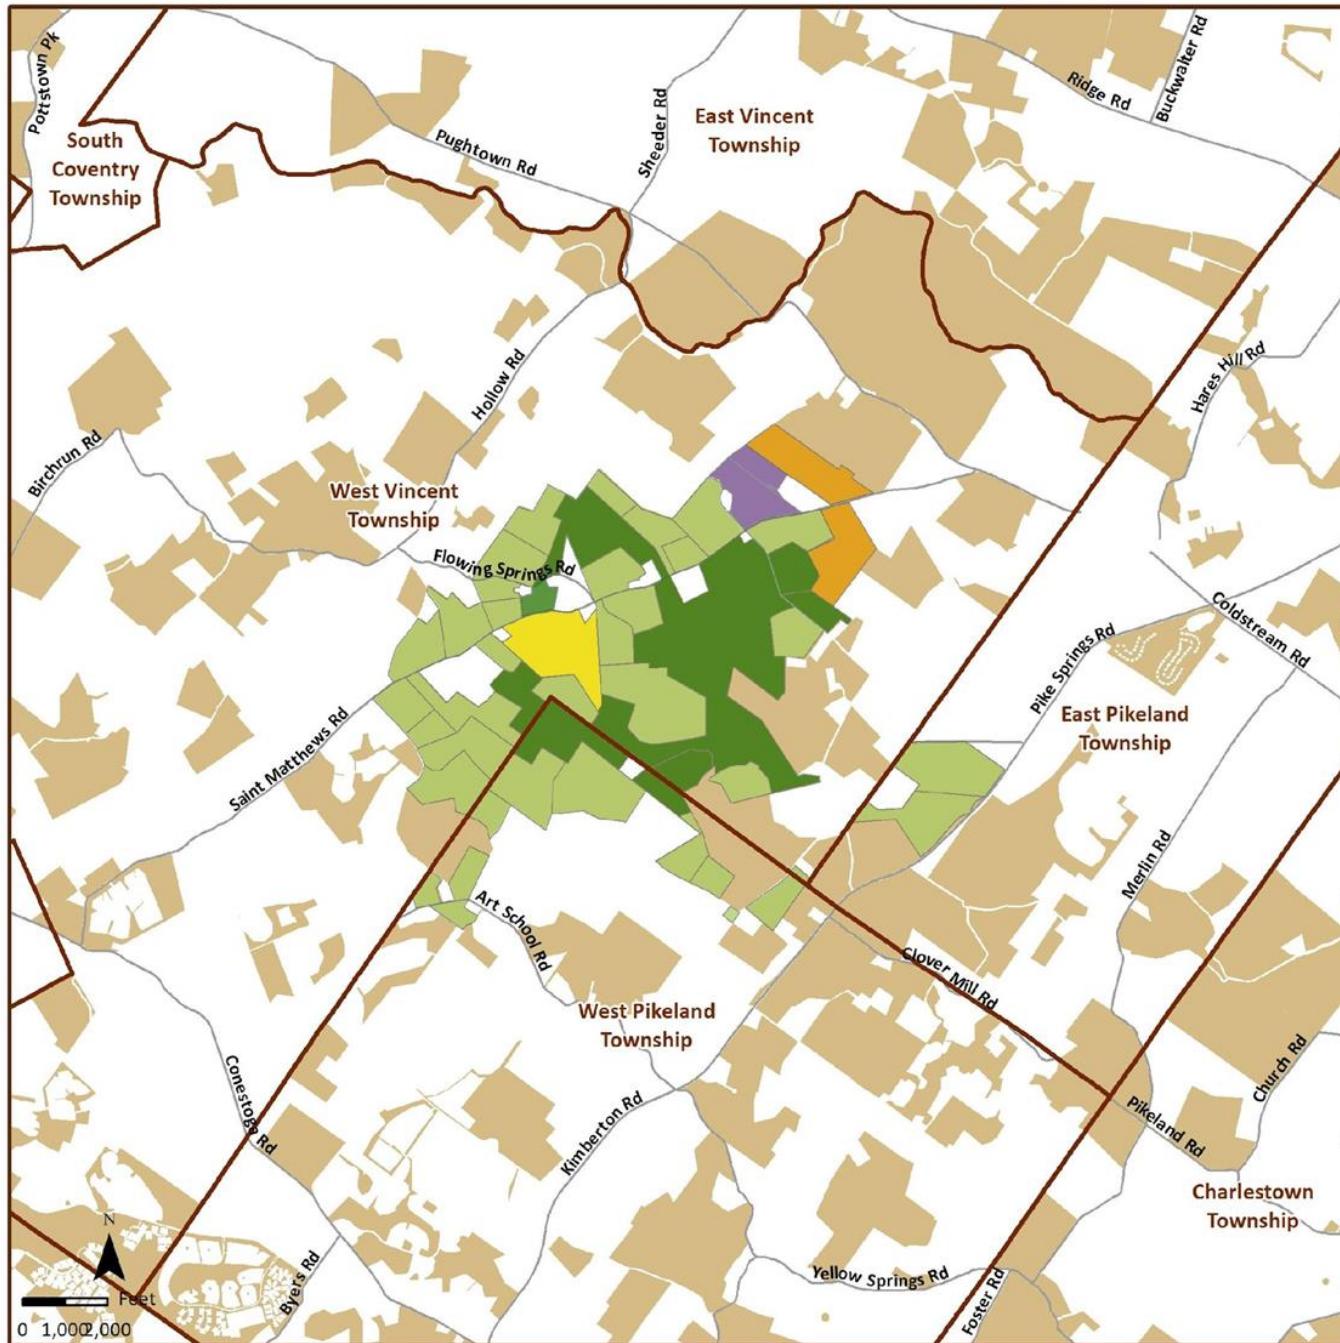 Pottstown Pk
South
Coventry
Township
Pughtown Rd
Sheeder Rd
East Vincent
Township
Ridge Rd
Buckwalter Rd
Hares Hill Rd
Hollow Rd
Birchrun Rd
West Vincent
Township
Flowing Springs Rd
Coldstream Rd
Pike Springs Rd
East Pikeland
Township
Saint Matthews Rd
Merlin Rd
Art School Rd
Clover Mill Rd
West Pikeland
Township
Conestoga Rd
Kimberton Rd
Church Rd
Pikeland Rd
Charlestown
Township
Yellow Springs Rd
Foster Rd
Byers Rd
N
Feet
0 1,000 2,000